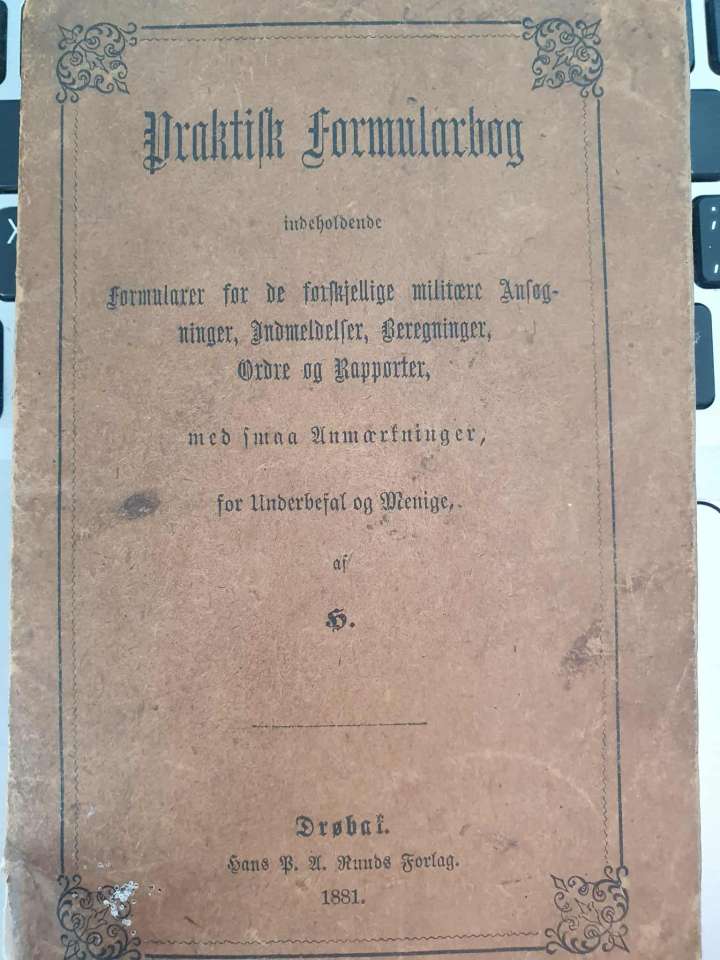 Praktisk Formularbog
indeholdende
Formularer for de forskjellige militære Ansøg-
ninger, Indmeldelser, Beregninger,
Ordre og Rapporter,
med smaa Anmærkninger,
for Underbefal og Menige,
af
H.
Drøbak.
Hans P. A. Ruuds Forlag.
1881.